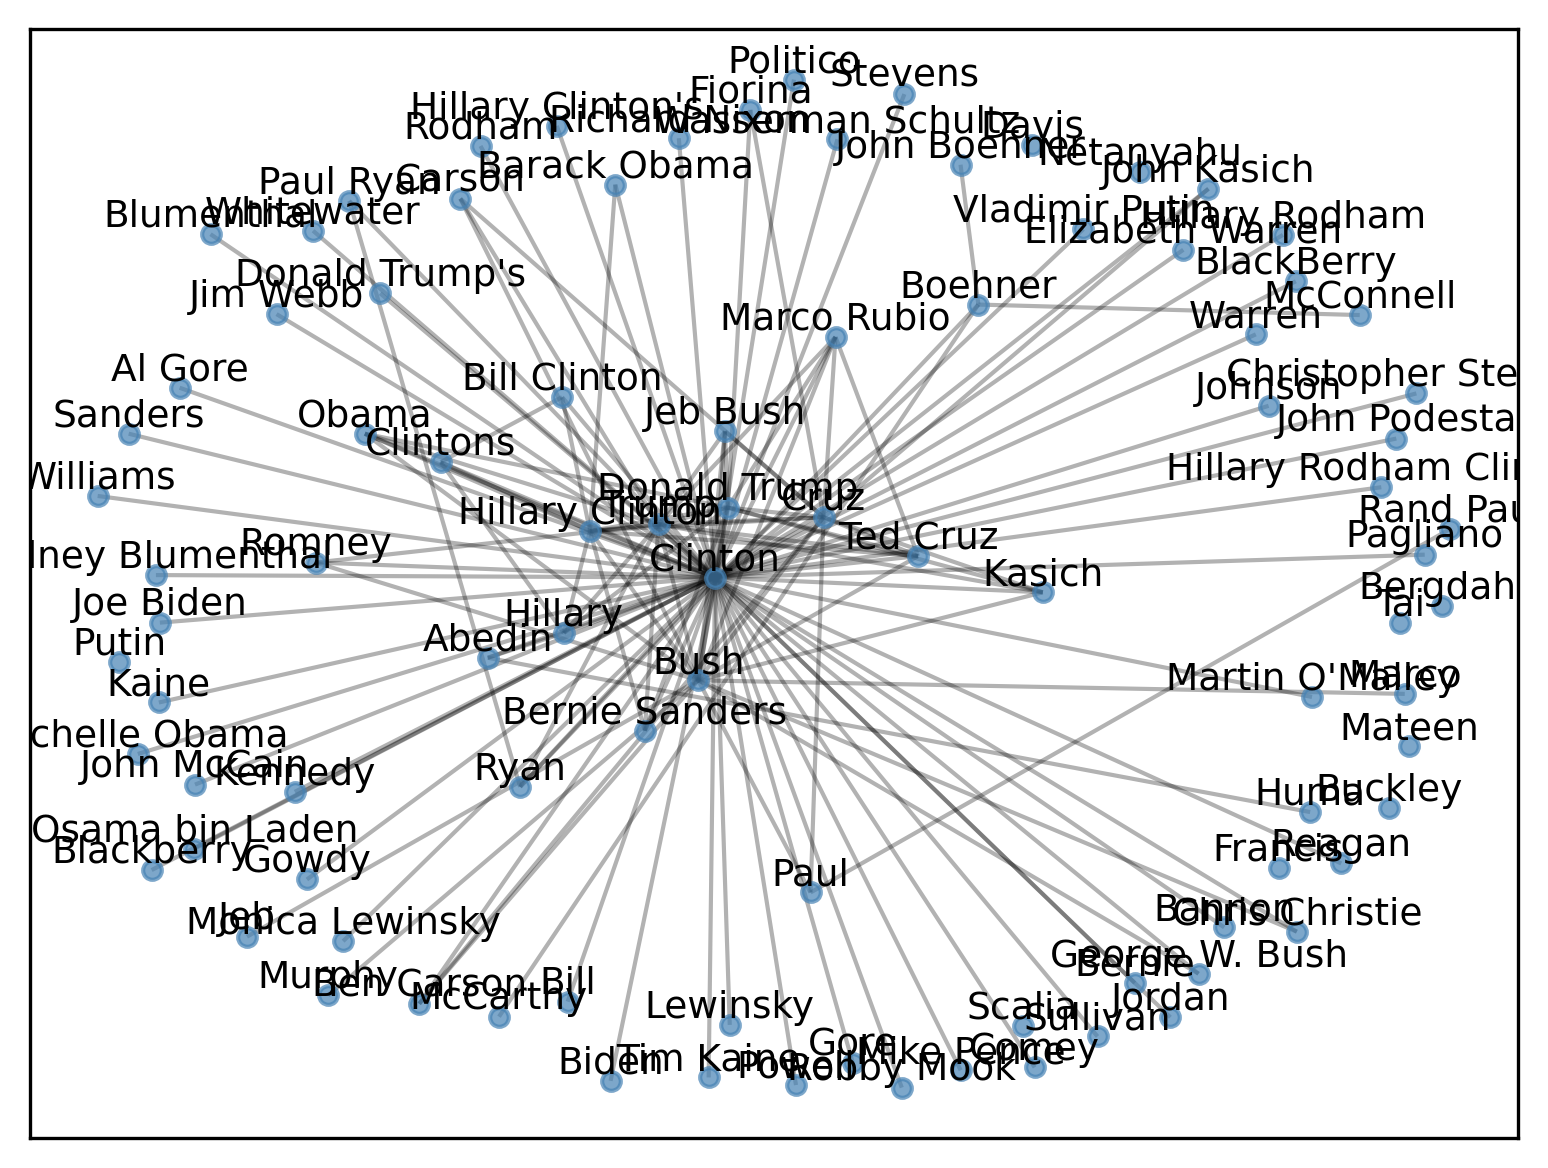 Politico
Stevens
Fiorina
Hillary Clinton's
Richard Nixon
Wasserman Schultz
Davis
Rodham
John Boehner
Netanyahu
Barack Obama
John Kasich
Carson
Paul Ryan
Blumenthal
Whitewater
Vladimir Putin
Hillary Rodham
Elizabeth Warren
BlackBerry
Donald Trump's
Jim Webb
Boehner
McConnell
Marco Rubio
Warren
Al Gore
Bill Clinton
Christopher Ste
Johnson
Sanders
Obama
Jeb Bush
John Podesta
Clintons
Williams
Hillary Rodham Clin
Donald Trump
Cruz
Trump
Hillary Clinton
Rand Pau
Romney
Ted Cruz
Pagliano
dney Blumenthal
Clinton
Kasich
Bergdah
Joe Biden
Tai
Hillary
Putin
Abedin
Bush
Kaine
Martin O'Malley
Marco
Bernie Sanders
chelle Obama
Mateen
John McCain
Kennedy
Ryan
Huma
Buckley
Osama bin Laden
Blackberry
Gowdy
Francis
Reagan
Paul
Jeb
Monica Lewinsky
Bannon
Chris Christie
George W. Bush
Bernie
Murphy
Ben Carson
Bill
McCarthy
Jordan
Lewinsky
Scalia
Sullivan
Gore
Biden
Tim Kaine
Powell
Mike Pence
Comey
Robby Mook